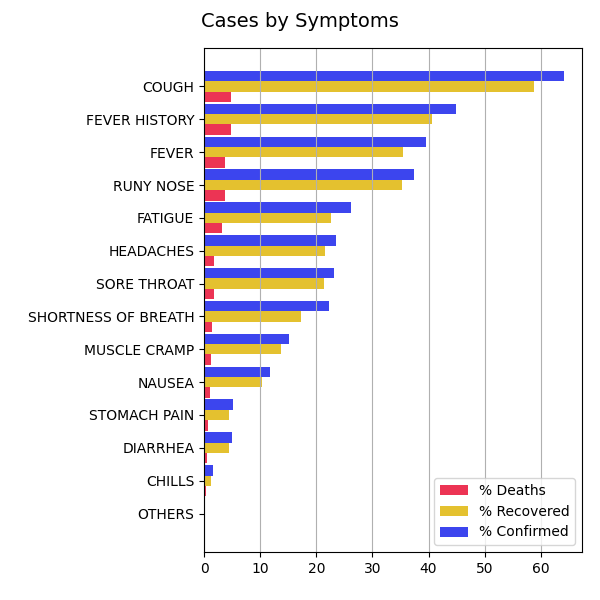 Cases by Symptoms
COUGH
FEVER HISTORY
FEVER
RUNY NOSE
FATIGUE
HEADACHES
SORE THROAT
SHORTNESS OF BREATH
MUSCLE CRAMP
NAUSEA
STOMACH PAIN
DIARRHEA
CHILLS
OTHERS
% Deaths
% Recovered
% Confirmed
0 10 20 30 40 50 60